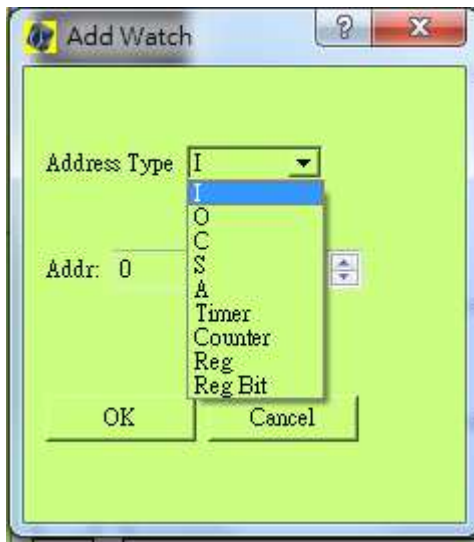 Add Watch
?
Address Type I
I
O
C
Addr: 0
S
A
Timer
Counter
Reg
Reg Bit
OK Cancel